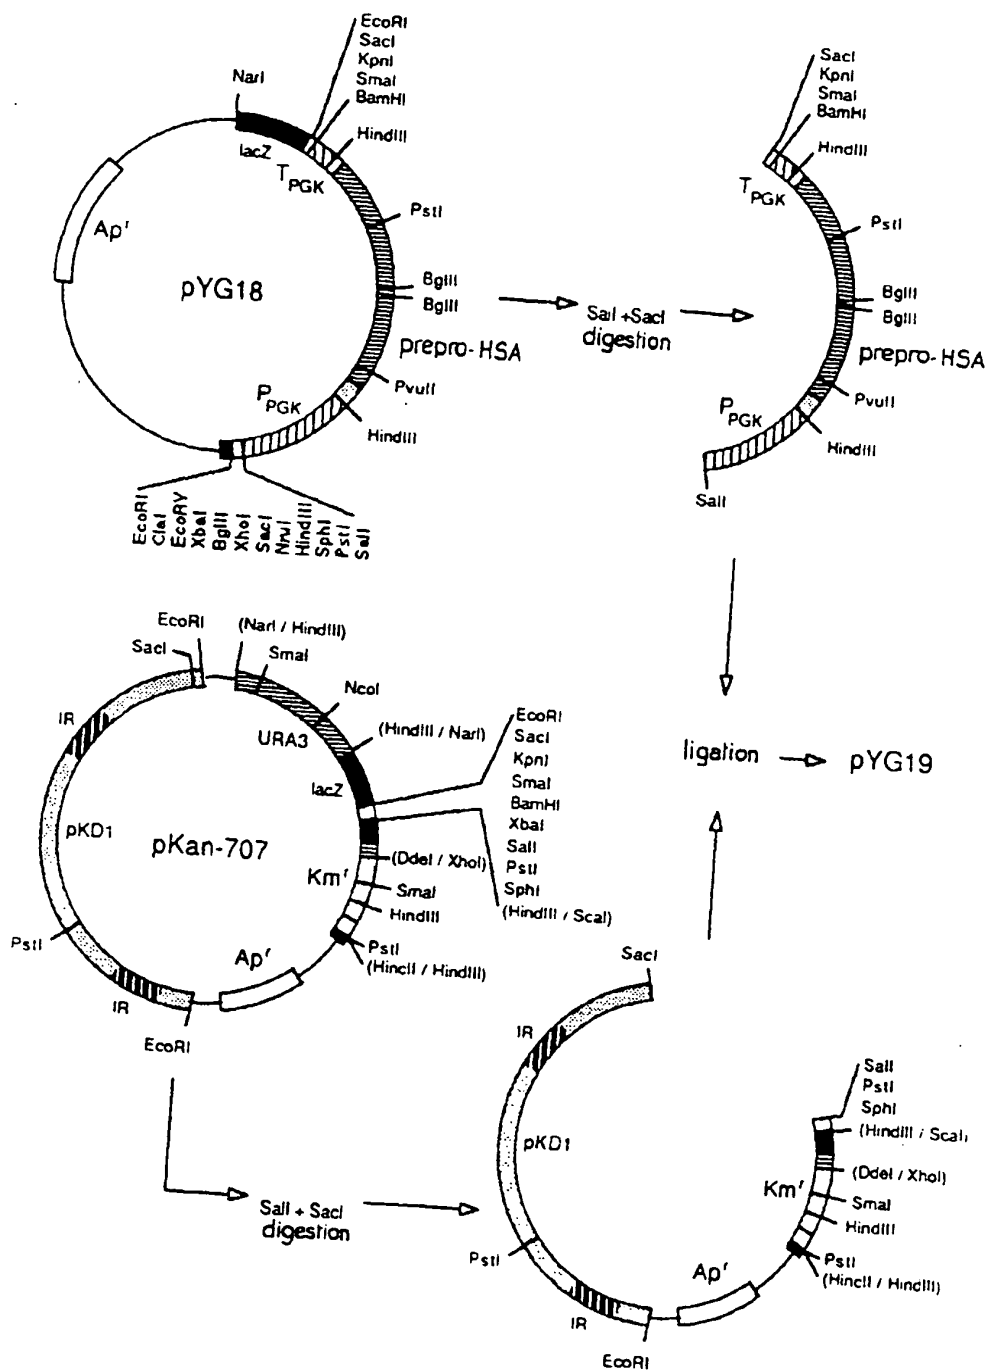 EcoRI
SacI
KpnI
SmaI
BamHI
NarI
HindIII
lacZ
T PGK
PstI
Apʳ
pYG18
BglII
BglII
prepro-HSA
PvuII
P PGK
HindIII
EcoRI
ClaI
EcoRV
XbaI
BglII
XhoI
SacI
NruI
HindIII
SphI
PstI
SalI
SalI + SacI
digestion
SacI
KpnI
SmaI
BamHI
HindIII
T PGK
PstI
BglII
BglII
prepro-HSA
PvuII
P PGK
HindIII
SalI
EcoRI
SacI
(NarI / HindIII)
SmaI
NcoI
IR
URA3
(HindIII / NarI)
lacZ
EcoRI
SacI
KpnI
SmaI
BamHI
XbaI
SalI
PstI
SphI
(HindIII / ScaI)
pKD1
pKan-707
(DdeI / XhoI)
Kmʳ
SmaI
HindIII
PstI
(HincII / HindIII)
PstI
Apʳ
IR
EcoRI
ligation
pYG19
SalI + SacI
digestion
SacI
IR
SalI
PstI
SphI
(HindIII / ScaI)
pKD1
(DdeI / XhoI)
Kmʳ
SmaI
HindIII
PstI
(HincII / HindIII)
PstI
Apʳ
IR
EcoRI